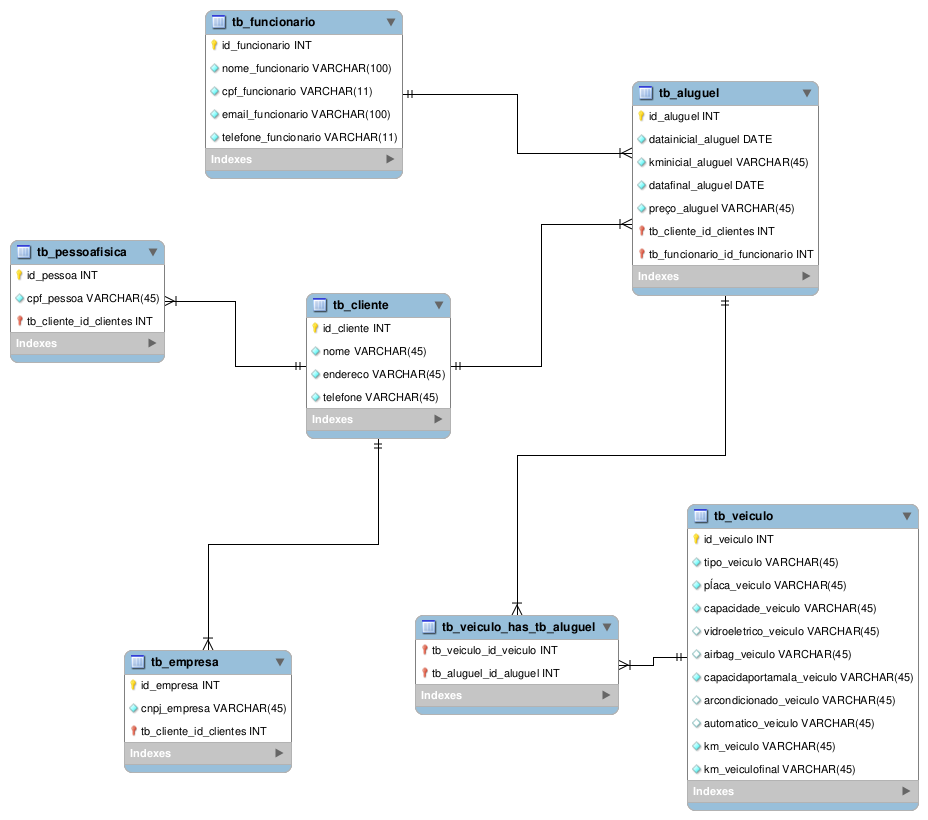 tb_funcionario
id_funcionario INT
nome_funcionario VARCHAR(100)
cpf_funcionario VARCHAR(11)
email_funcionario VARCHAR(100)
telefone_funcionario VARCHAR(11)
Indexes
tb_aluguel
id_aluguel INT
datainicial_aluguel DATE
kminicial_aluguel VARCHAR(45)
datafinal_aluguel DATE
preço_aluguel VARCHAR(45)
tb_cliente_id_clientes INT
tb_funcionario_id_funcionario INT
Indexes
tb_pessoafisica
id_pessoa INT
cpf_pessoa VARCHAR(45)
tb_cliente_id_clientes INT
Indexes
tb_cliente
id_cliente INT
nome VARCHAR(45)
endereco VARCHAR(45)
telefone VARCHAR(45)
Indexes
tb_veiculo
id_veiculo INT
tipo_veiculo VARCHAR(45)
pĺaca_veiculo VARCHAR(45)
capacidade_veiculo VARCHAR(45)
vidroeletrico_veiculo VARCHAR(45)
airbag_veiculo VARCHAR(45)
capacidaportamala_veiculo VARCHAR(45)
arcondicionado_veiculo VARCHAR(45)
automatico_veiculo VARCHAR(45)
km_veiculo VARCHAR(45)
km_veiculofinal VARCHAR(45)
Indexes
tb_veiculo_has_tb_aluguel
tb_veiculo_id_veiculo INT
tb_aluguel_id_aluguel INT
Indexes
tb_empresa
id_empresa INT
cnpj_empresa VARCHAR(45)
tb_cliente_id_clientes INT
Indexes